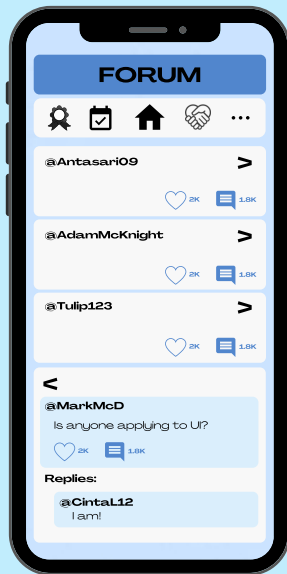 FORUM
@Antasari09
>
2K 1.8K
@AdamMcKnight
>
2K 1.8K
@Tulip123
>
2K 1.8K
<
@MarkMcD
Is anyone applying to UI?
2K 1.8K
Replies:
@CintaL12
I am!